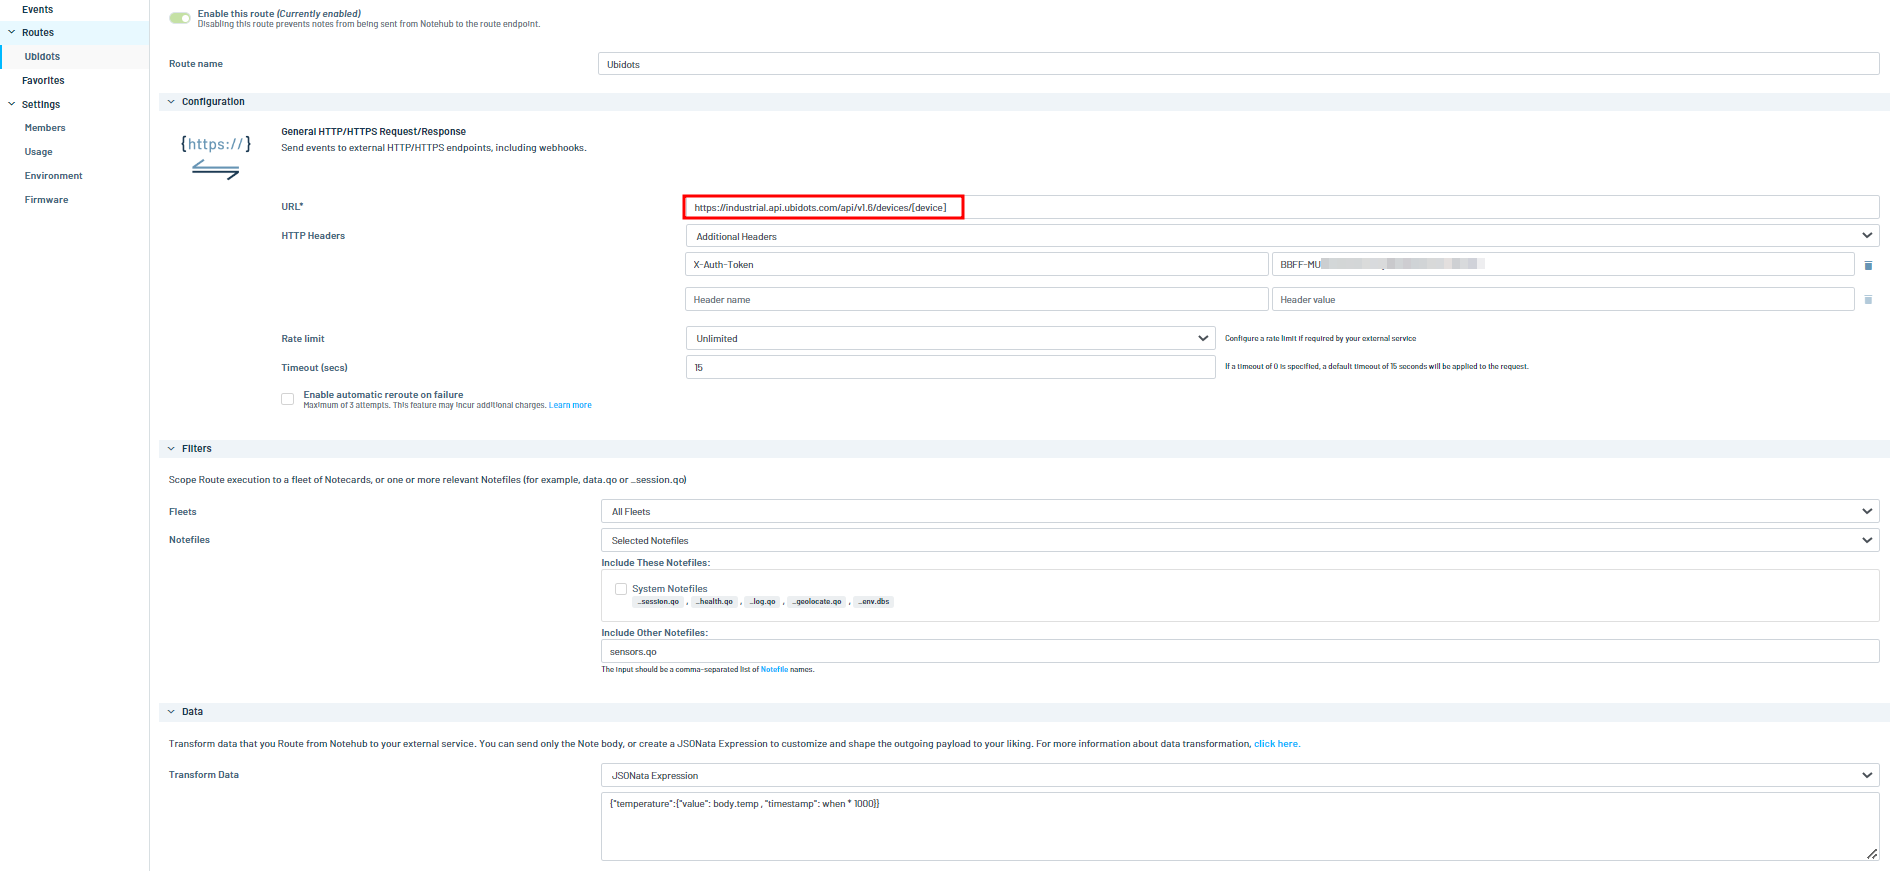 Events
Routes
Ubidots
Favorites
Settings
Members
Usage
Environment
Firmware
Enable this route (Currently enabled)
Disabling this route prevents notes from being sent from Notehub to the route endpoint.
Route name
Ubidots
Configuration
{https://}
General HTTP/HTTPS Request/Response
Send events to external HTTP/HTTPS endpoints, including webhooks.
URL*
https://industrial.api.ubidots.com/api/v1.6/devices/[device]
HTTP Headers
Additional Headers
X-Auth-Token
BBFF-MU
Header name
Header value
Rate limit
Unlimited
Configure a rate limit if required by your external service
Timeout (secs)
15
If a timeout of 0 is specified, a default timeout of 15 seconds will be applied to the request.
Enable automatic reroute on failure
Maximum of 3 attempts. This feature may incur additional charges. Learn more
Filters
Scope Route execution to a fleet of Notecards, or one or more relevant Notefiles (for example, data.qo or _session.qo)
Fleets
All Fleets
Notefiles
Selected Notefiles
Include These Notefiles:
System Notefiles
_session.qo , _health.qo , _log.qo , _geolocate.qo , _env.dbs
Include Other Notefiles:
sensors.qo
The input should be a comma-separated list of Notefile names.
Data
Transform data that you Route from Notehub to your external service. You can send only the Note body, or create a JSONata Expression to customize and shape the outgoing payload to your liking. For more information about data transformation, click here.
Transform Data
JSONata Expression
{"temperature":{"value": body.temp , "timestamp": when * 1000}}